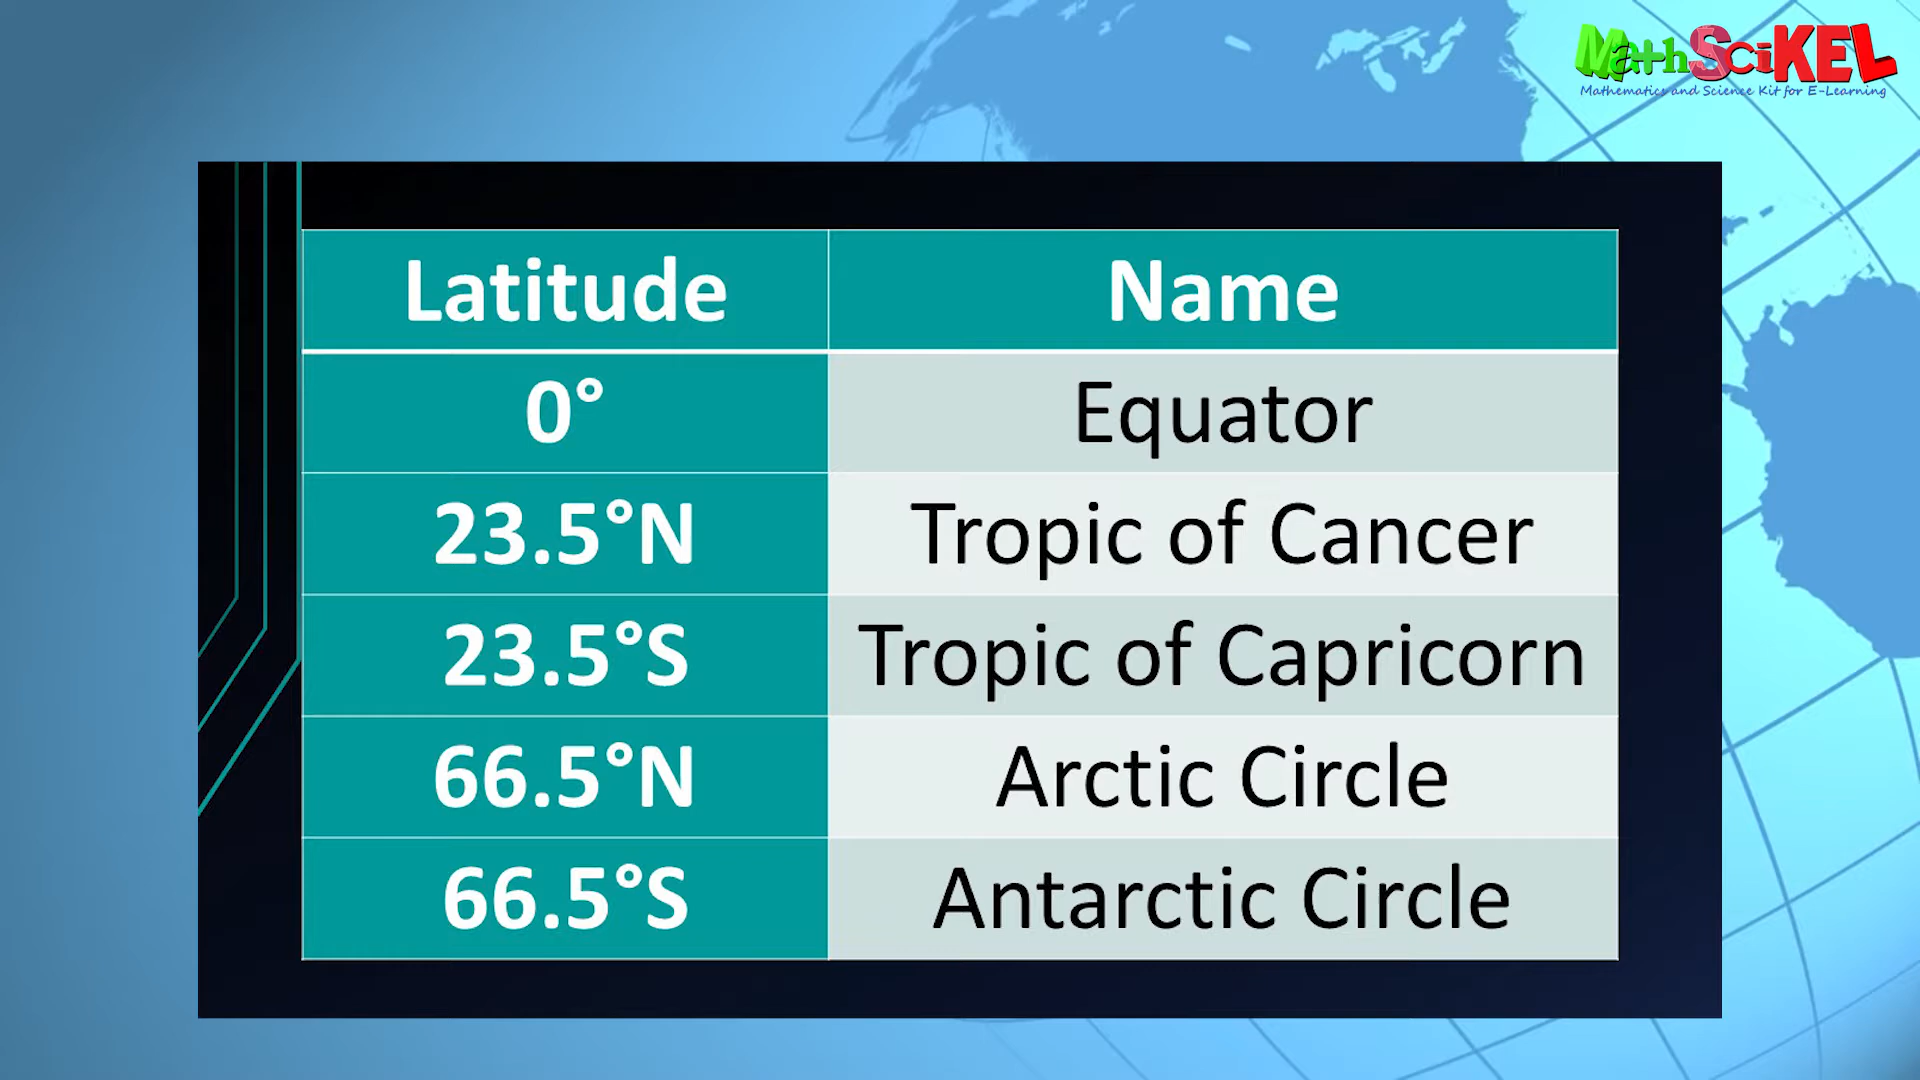 MathSciKEL
Mathematics and Science Kit for E-Learning
Latitude Name
0° Equator
23.5°N Tropic of Cancer
23.5°S Tropic of Capricorn
66.5°N Arctic Circle
66.5°S Antarctic Circle